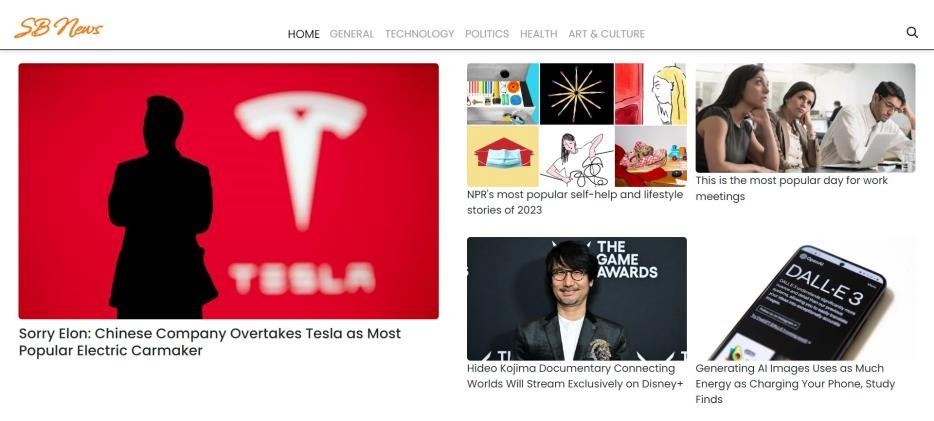 SB News
HOME GENERAL TECHNOLOGY POLITICS HEALTH ART & CULTURE
TESLA
Sorry Elon: Chinese Company Overtakes Tesla as Most
Popular Electric Carmaker
NPR's most popular self-help and lifestyle
stories of 2023
This is the most popular day for work
meetings
THE
GAME
AWARDS
Hideo Kojima Documentary Connecting
Worlds Will Stream Exclusively on Disney+
OpenAI
DALL·E 3
Generating AI Images Uses as Much
Energy as Charging Your Phone, Study
Finds